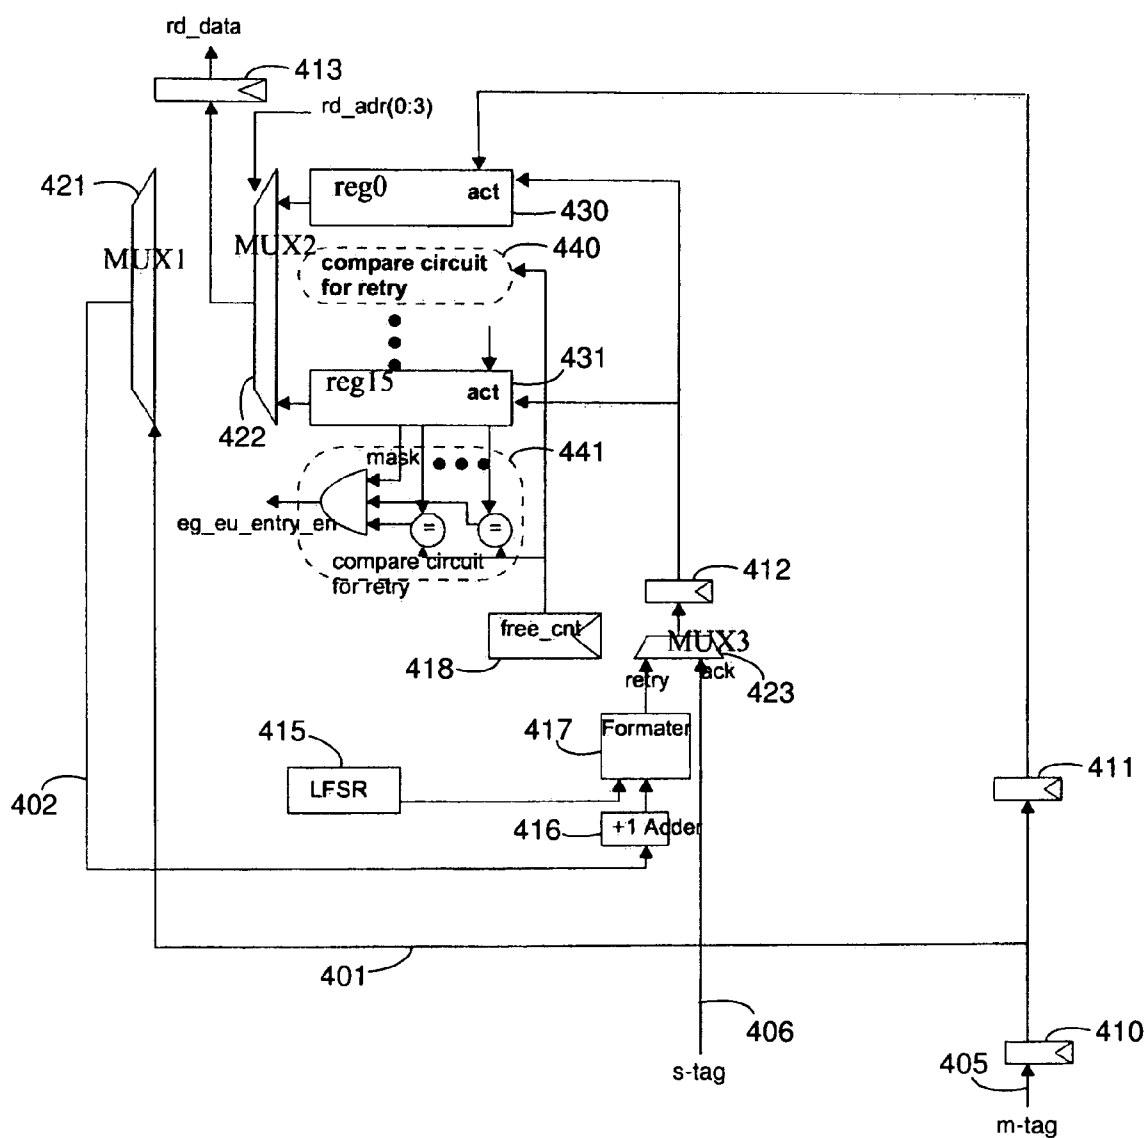 rd_data
413
rd_adr(0:3)
421
reg0
act
430
MUX1
MUX2
440
compare circuit
for retry
431
reg15
act
422
mask
441
eg_eu_entry_en
=
=
compare circuit
for retry
412
free_cnt
MUX3
418
retry
ack
423
415
417
Formater
411
LFSR
402
416
+1 Adder
401
406
410
s-tag
405
m-tag